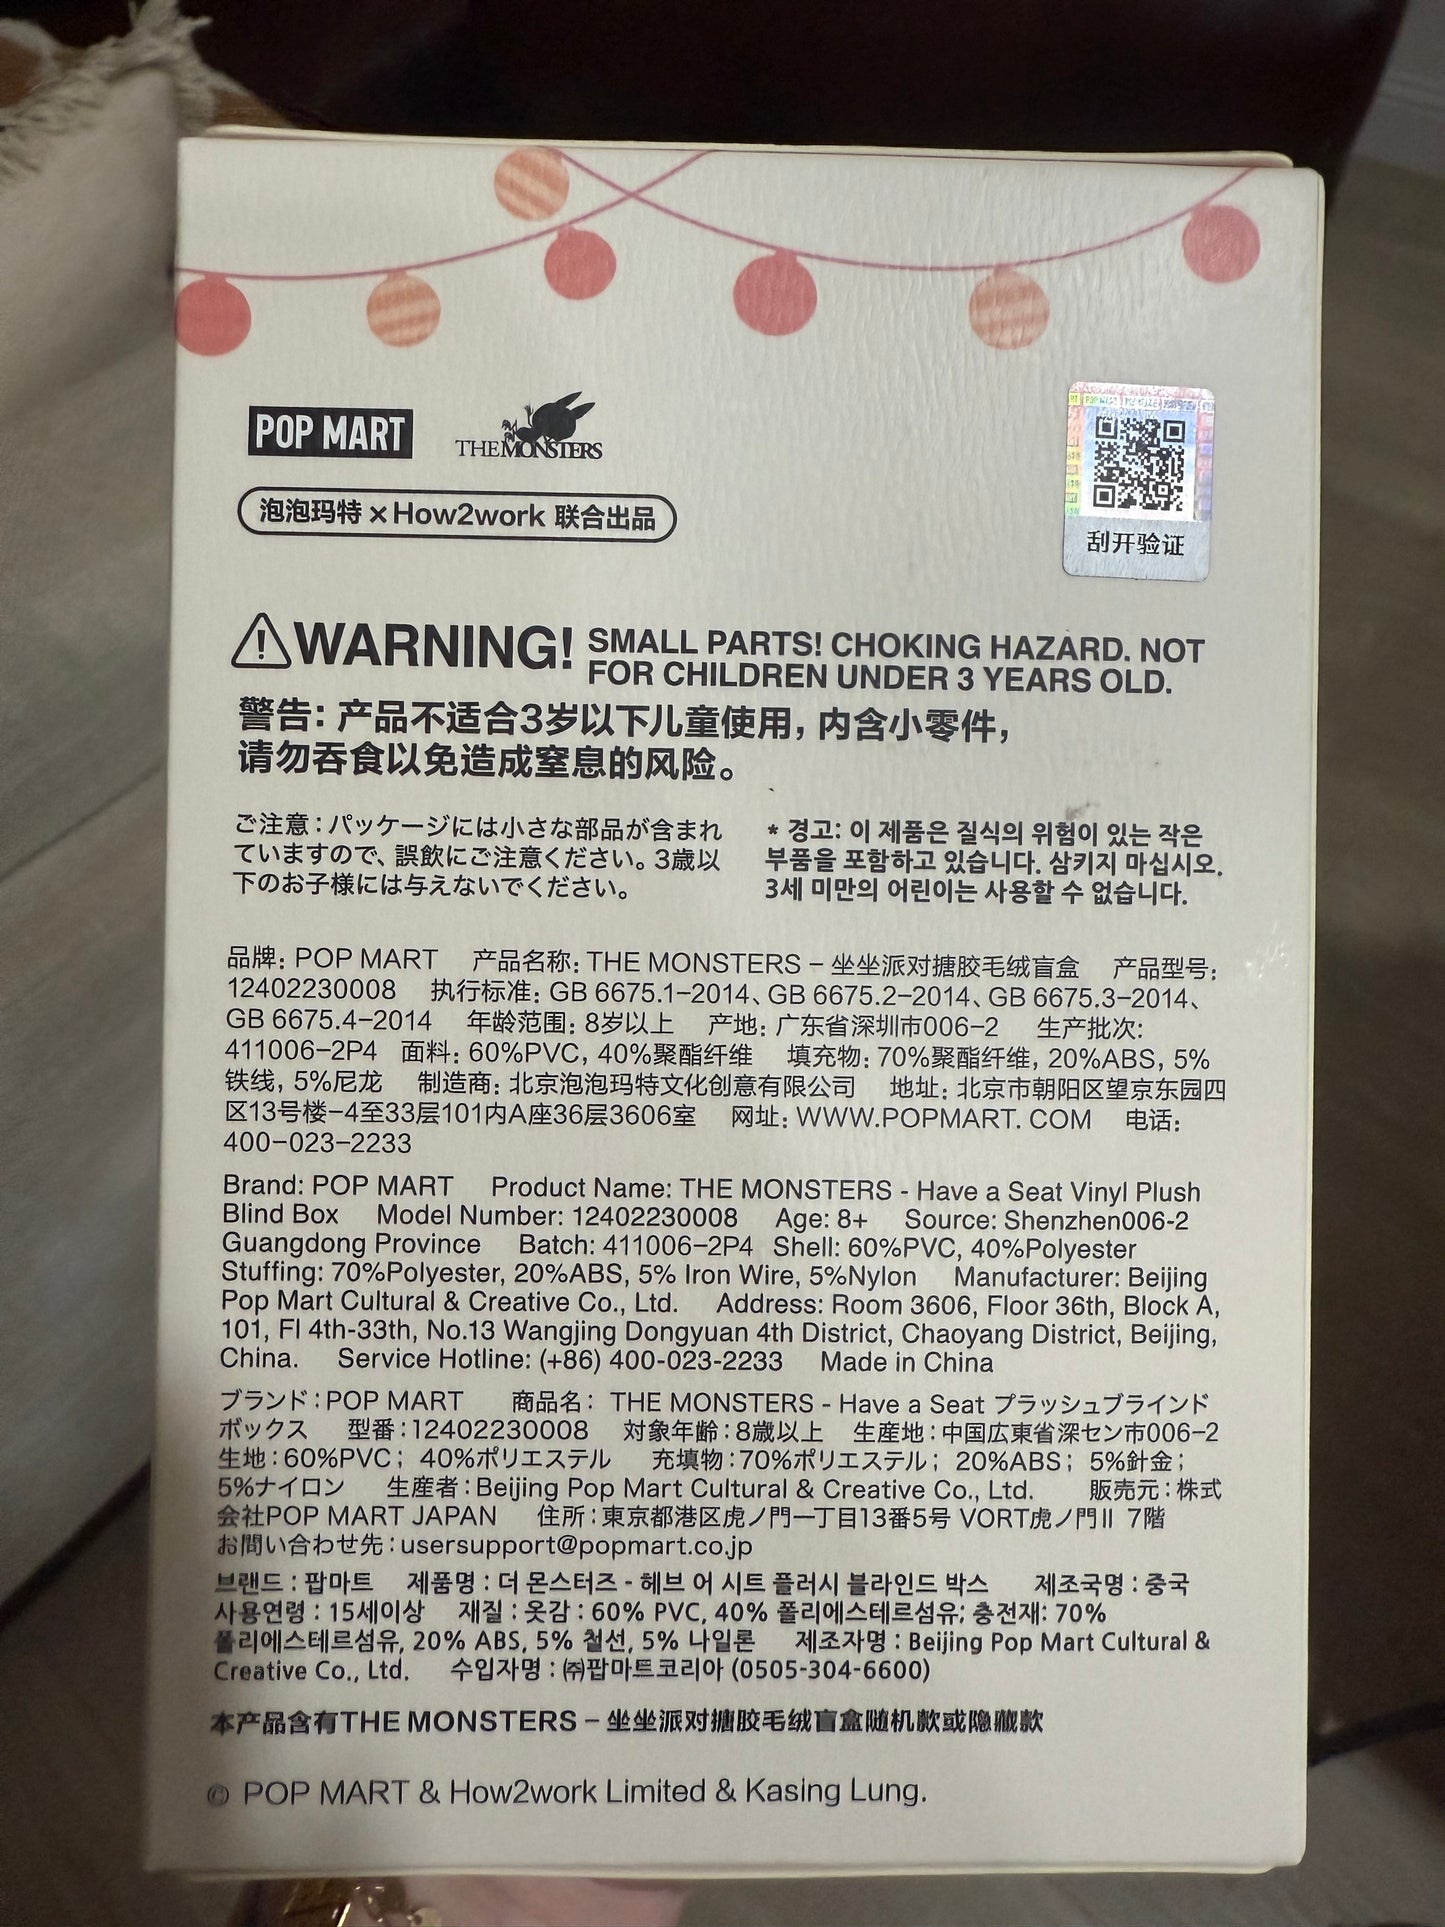 POP MART
THE MONSTERS
泡泡玛特×How2work 联合出品
刮开验证
WARNING! SMALL PARTS! CHOKING HAZARD. NOT
FOR CHILDREN UNDER 3 YEARS OLD.
警告: 产品不适合3岁以下儿童使用, 内含小零件,
请勿吞食以免造成窒息的风险。
ご注意:パッケージには小さな部品が含まれ
ていますので、誤飲にご注意ください。3歳以
下のお子様には与えないでください。
* 경고: 이 제품은 질식의 위험이 있는 작은
부품을 포함하고 있습니다. 삼키지 마십시오.
3세 미만의 어린이는 사용할 수 없습니다.
品牌: POP MART 产品名称: THE MONSTERS – 坐坐派对搪胶毛绒盲盒 产品型号:
12402230008 执行标准: GB 6675.1–2014、GB 6675.2–2014、GB 6675.3–2014、
GB 6675.4–2014 年龄范围: 8岁以上 产地: 广东省深圳市006–2 生产批次:
411006–2P4 面料: 60%PVC, 40%聚酯纤维 填充物: 70%聚酯纤维, 20%ABS, 5%
铁线, 5%尼龙 制造商: 北京泡泡玛特文化创意有限公司 地址: 北京市朝阳区望京东园四
区13号楼–4至33层101内A座36层3606室 网址: WWW.POPMART. COM 电话:
400–023–2233
Brand: POP MART Product Name: THE MONSTERS - Have a Seat Vinyl Plush
Blind Box Model Number: 12402230008 Age: 8+ Source: Shenzhen006-2
Guangdong Province Batch: 411006–2P4 Shell: 60%PVC, 40%Polyester
Stuffing: 70%Polyester, 20%ABS, 5% Iron Wire, 5%Nylon Manufacturer: Beijing
Pop Mart Cultural & Creative Co., Ltd. Address: Room 3606, Floor 36th, Block A,
101, Fl 4th-33th, No.13 Wangjing Dongyuan 4th District, Chaoyang District, Beijing,
China. Service Hotline: (+86) 400-023-2233 Made in China
ブランド:POP MART 商品名: THE MONSTERS - Have a Seat プラッシュブラインド
ボックス 型番:12402230008 対象年齢:8歳以上 生産地:中国広東省深セン市006–2
生地:60%PVC; 40%ポリエステル 充填物:70%ポリエステル; 20%ABS; 5%針金;
5%ナイロン 生産者:Beijing Pop Mart Cultural & Creative Co., Ltd. 販売元:株式
会社POP MART JAPAN 住所:東京都港区虎ノ門一丁目13番5号 VORT虎ノ門Ⅱ 7階
お問い合わせ先:usersupport@popmart.co.jp
브랜드 : 팝마트 제품명 : 더 몬스터즈 - 헤브 어 시트 플러시 블라인드 박스 제조국명 : 중국
사용연령 : 15세이상 재질 : 옷감 : 60% PVC, 40% 폴리에스테르섬유; 충전재: 70%
폴리에스테르섬유, 20% ABS, 5% 철선, 5% 나일론 제조자명 : Beijing Pop Mart Cultural &
Creative Co., Ltd. 수입자명 : ㈜팝마트코리아 (0505-304-6600)
本产品含有THE MONSTERS – 坐坐派对搪胶毛绒盲盒随机款或隐藏款
© POP MART & How2work Limited & Kasing Lung.